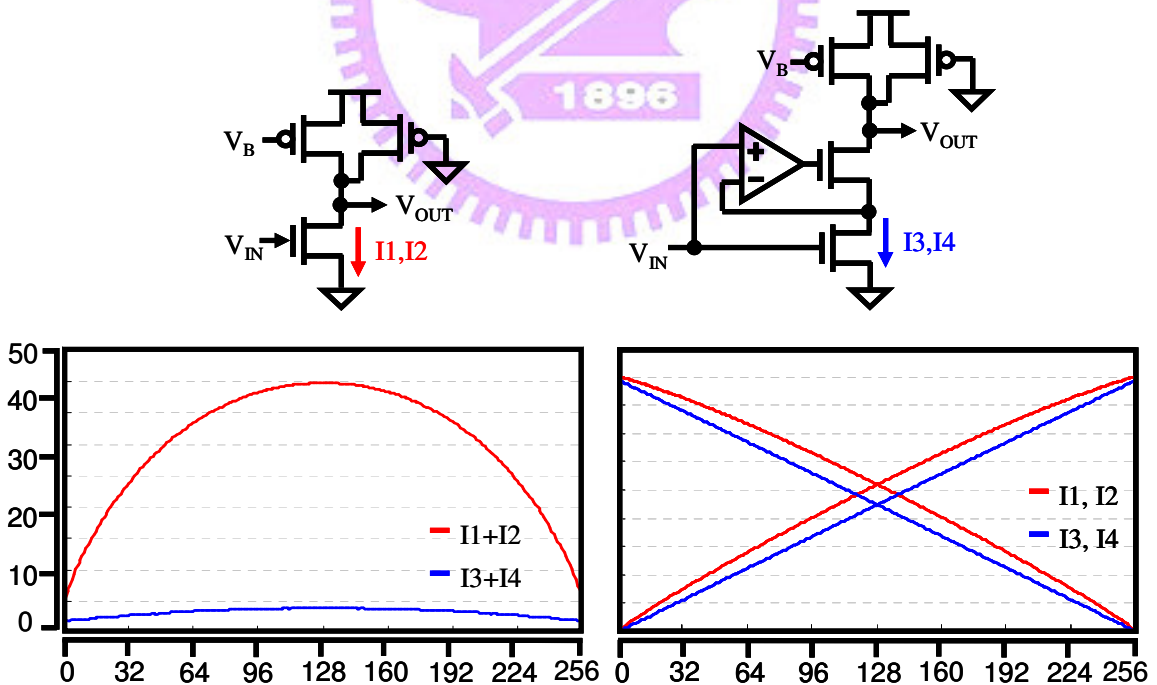 1896
V_B
V_OUT
V_IN
I1,I2
V_B
+
−
V_OUT
V_IN
I3,I4
50
40
30
20
10
0
I1+I2
I3+I4
0 32 64 96 128 160 192 224 256
I1, I2
I3, I4
0 32 64 96 128 160 192 224 256